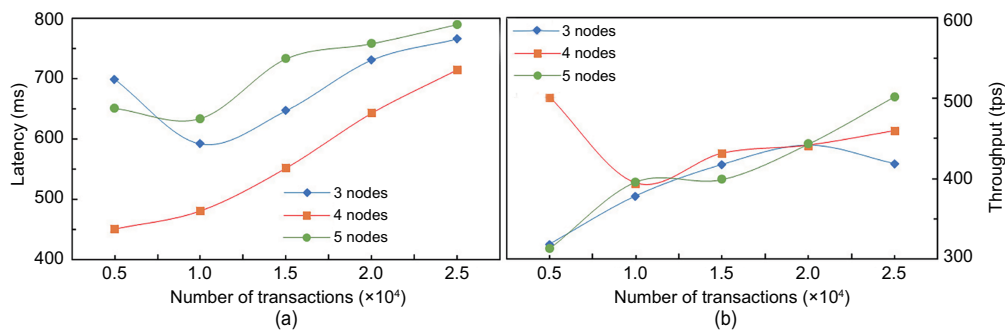 800
700
600
500
400
Latency (ms)
3 nodes
4 nodes
5 nodes
0.5 1.0 1.5 2.0 2.5
Number of transactions (×10⁴)
(a)
3 nodes
4 nodes
5 nodes
600
500
400
300
Throughput (tps)
0.5 1.0 1.5 2.0 2.5
Number of transactions (×10⁴)
(b)